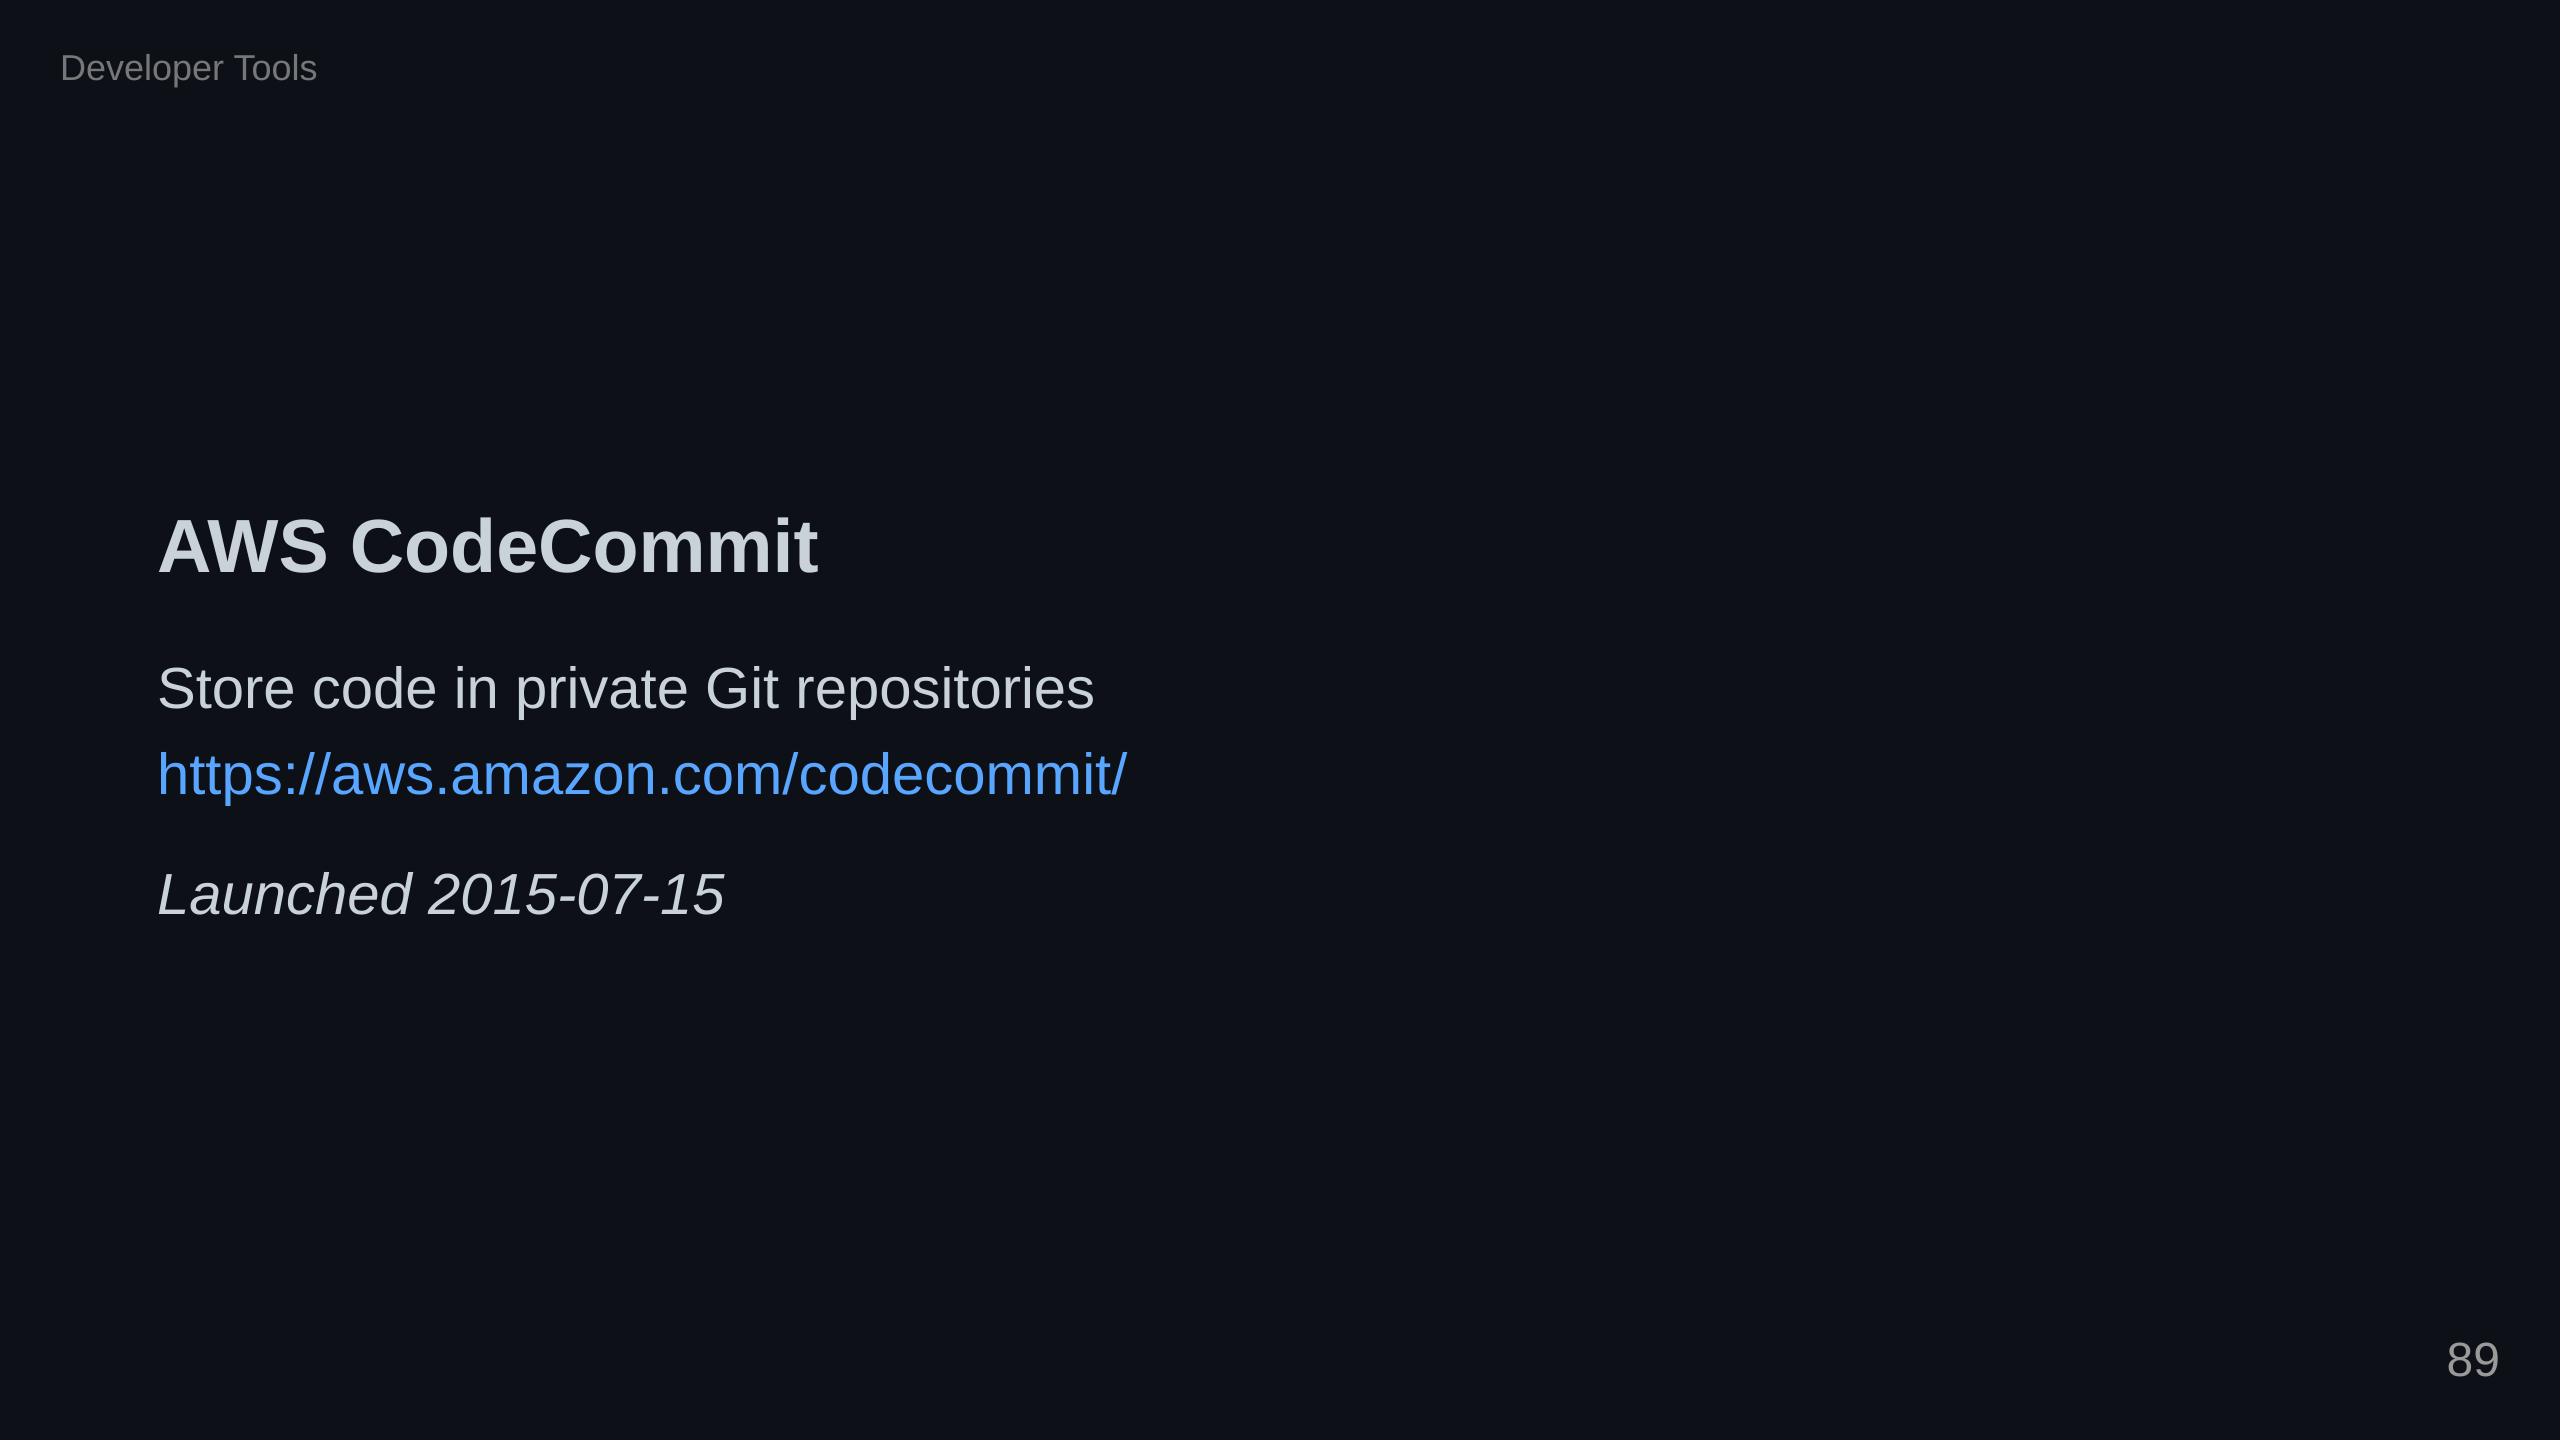 Developer Tools
AWS CodeCommit
Store code in private Git repositories
https://aws.amazon.com/codecommit/
Launched 2015-07-15
89